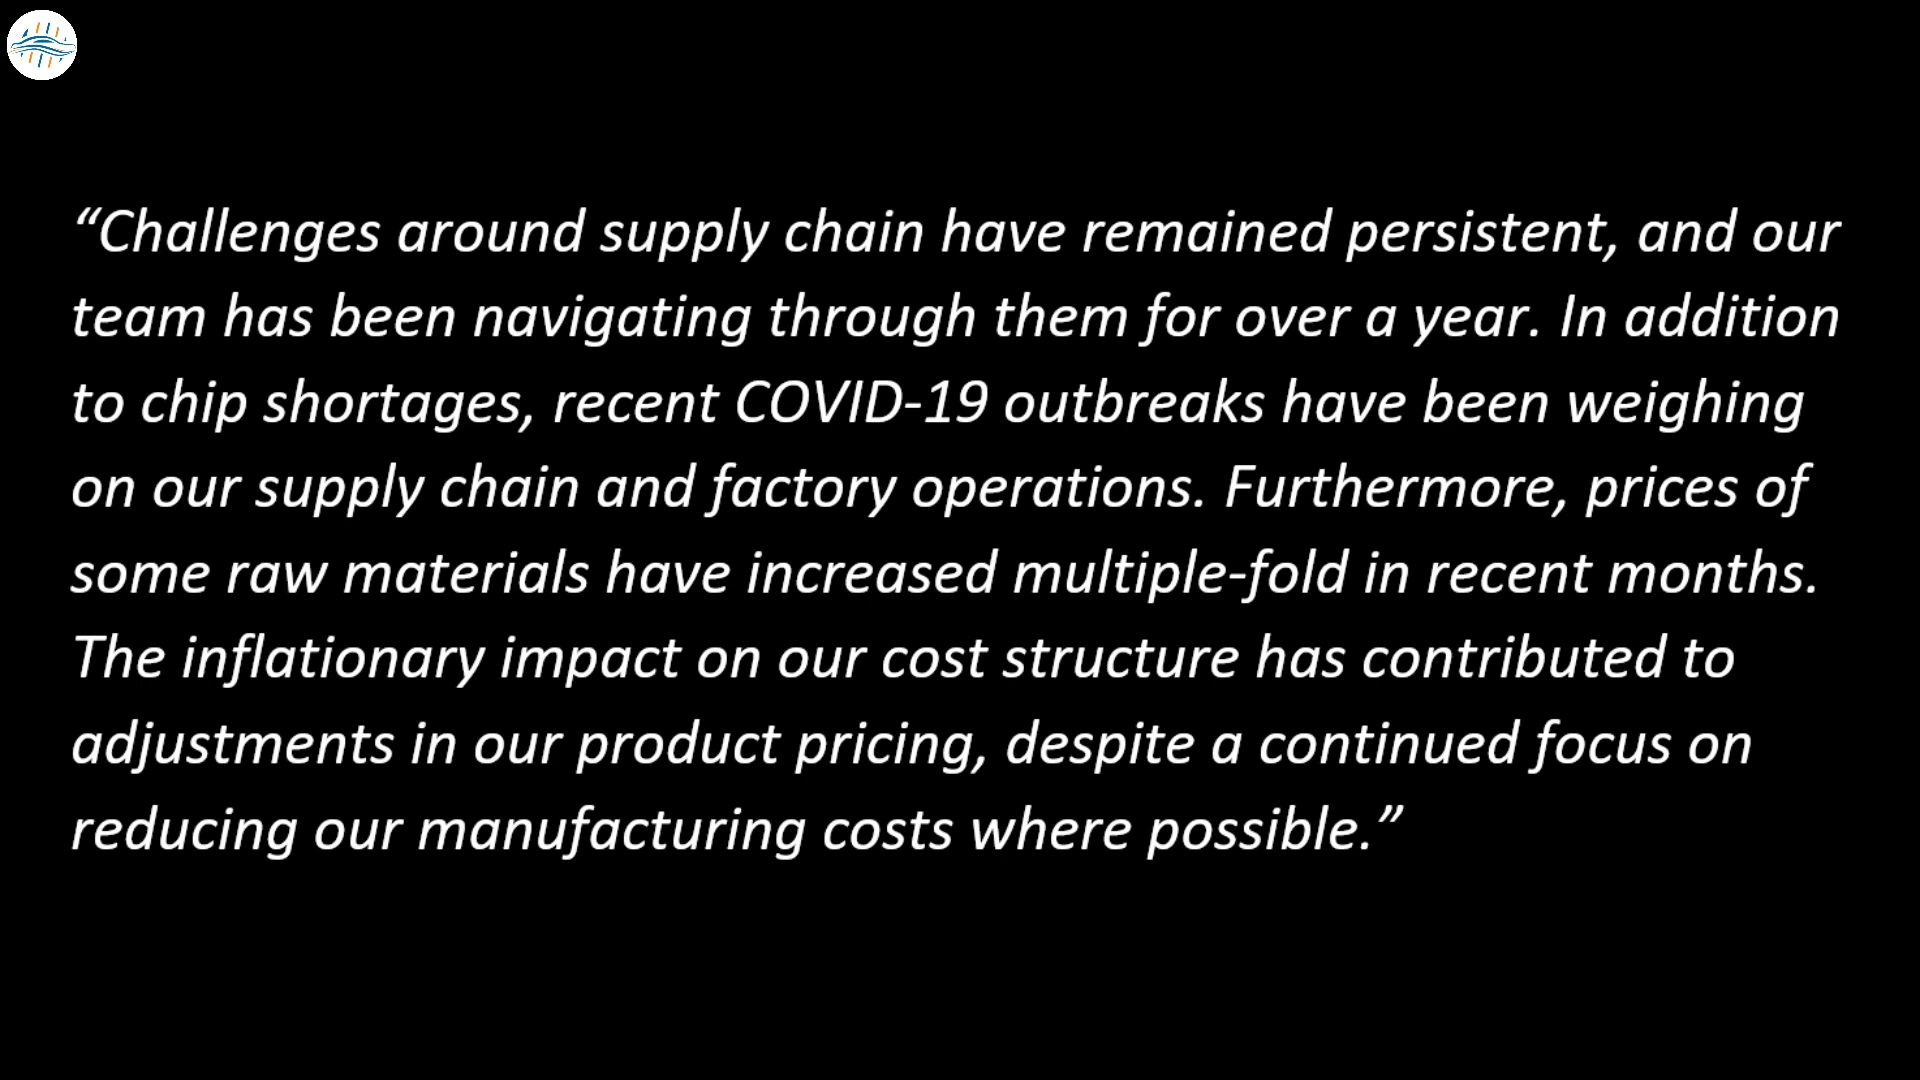 “Challenges around supply chain have remained persistent, and our
team has been navigating through them for over a year. In addition
to chip shortages, recent COVID-19 outbreaks have been weighing
on our supply chain and factory operations. Furthermore, prices of
some raw materials have increased multiple-fold in recent months.
The inflationary impact on our cost structure has contributed to
adjustments in our product pricing, despite a continued focus on
reducing our manufacturing costs where possible.”